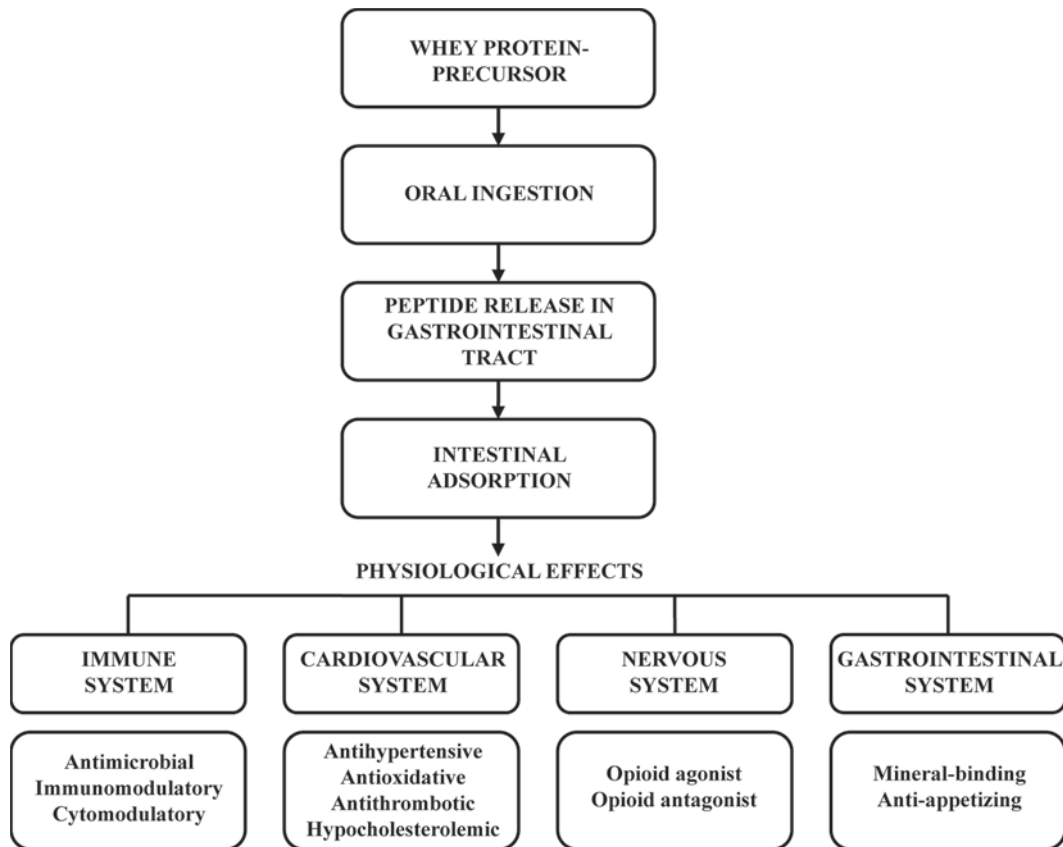 WHEY PROTEIN-
PRECURSOR
ORAL INGESTION
PEPTIDE RELEASE IN
GASTROINTESTINAL
TRACT
INTESTINAL
ADSORPTION
PHYSIOLOGICAL EFFECTS
IMMUNE
SYSTEM
CARDIOVASCULAR
SYSTEM
NERVOUS
SYSTEM
GASTROINTESTINAL
SYSTEM
Antimicrobial
Immunomodulatory
Cytomodulatory
Antihypertensive
Antioxidative
Antithrombotic
Hypocholesterolemic
Opioid agonist
Opioid antagonist
Mineral-binding
Anti-appetizing